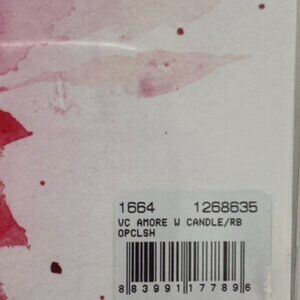 1664 1268635
VC AMORE W CANDLE/RB
OPCLSH
8 83991 17789 6